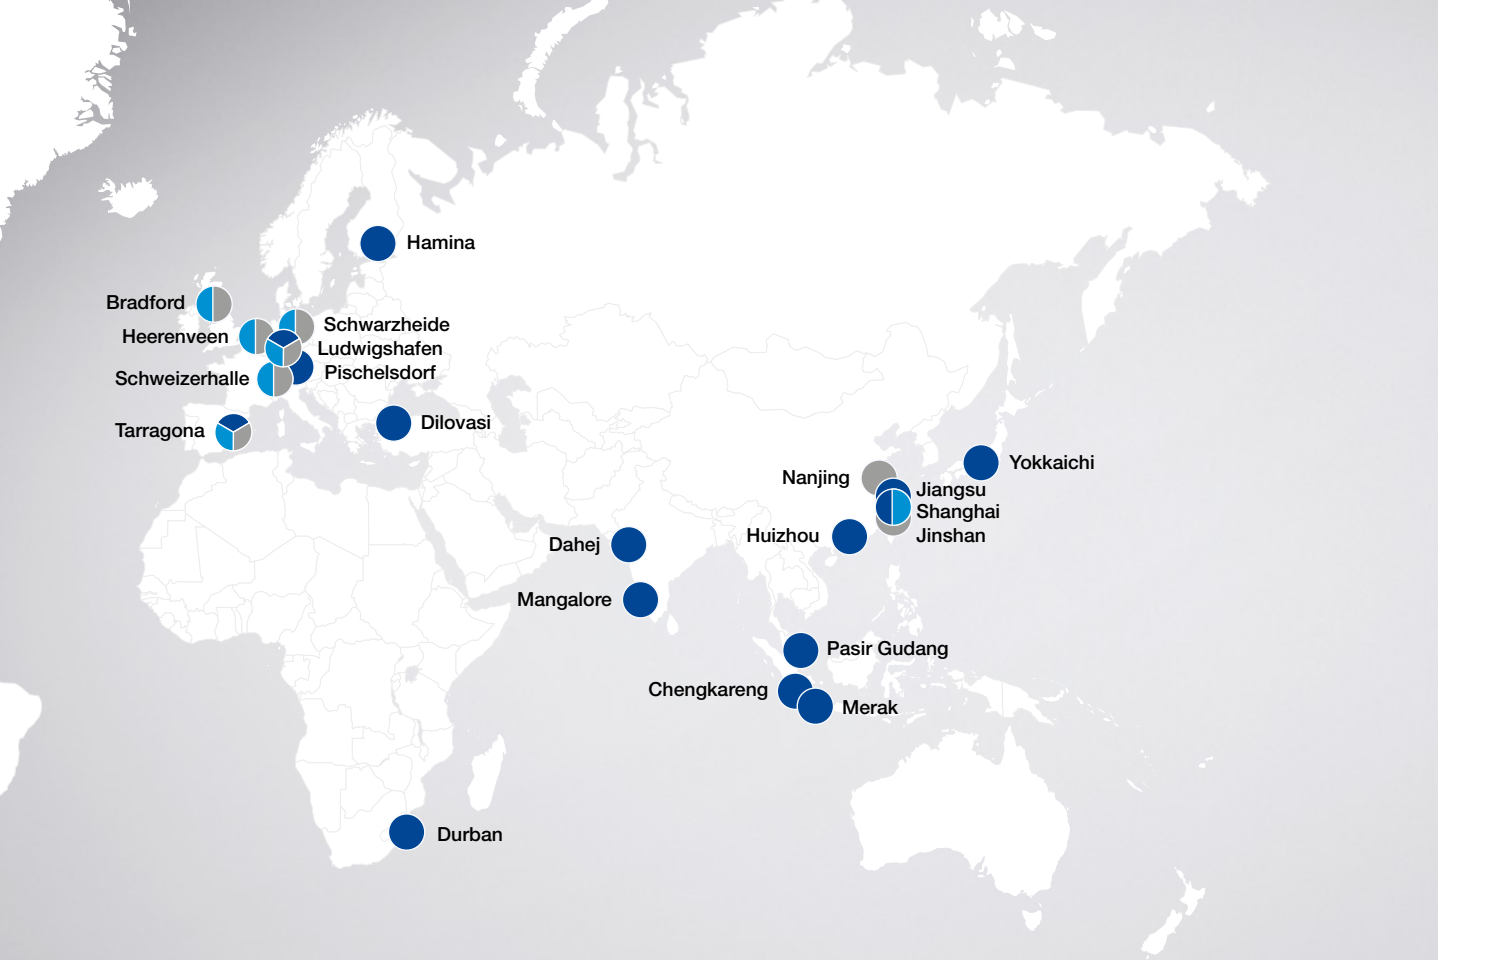 Hamina
Bradford
Schwarzheide
Heerenveen
Ludwigshafen
Pischelsdorf
Schweizerhalle
Dilovasi
Tarragona
Yokkaichi
Nanjing
Jiangsu
Shanghai
Huizhou
Jinshan
Dahej
Mangalore
Pasir Gudang
Chengkareng
Merak
Durban